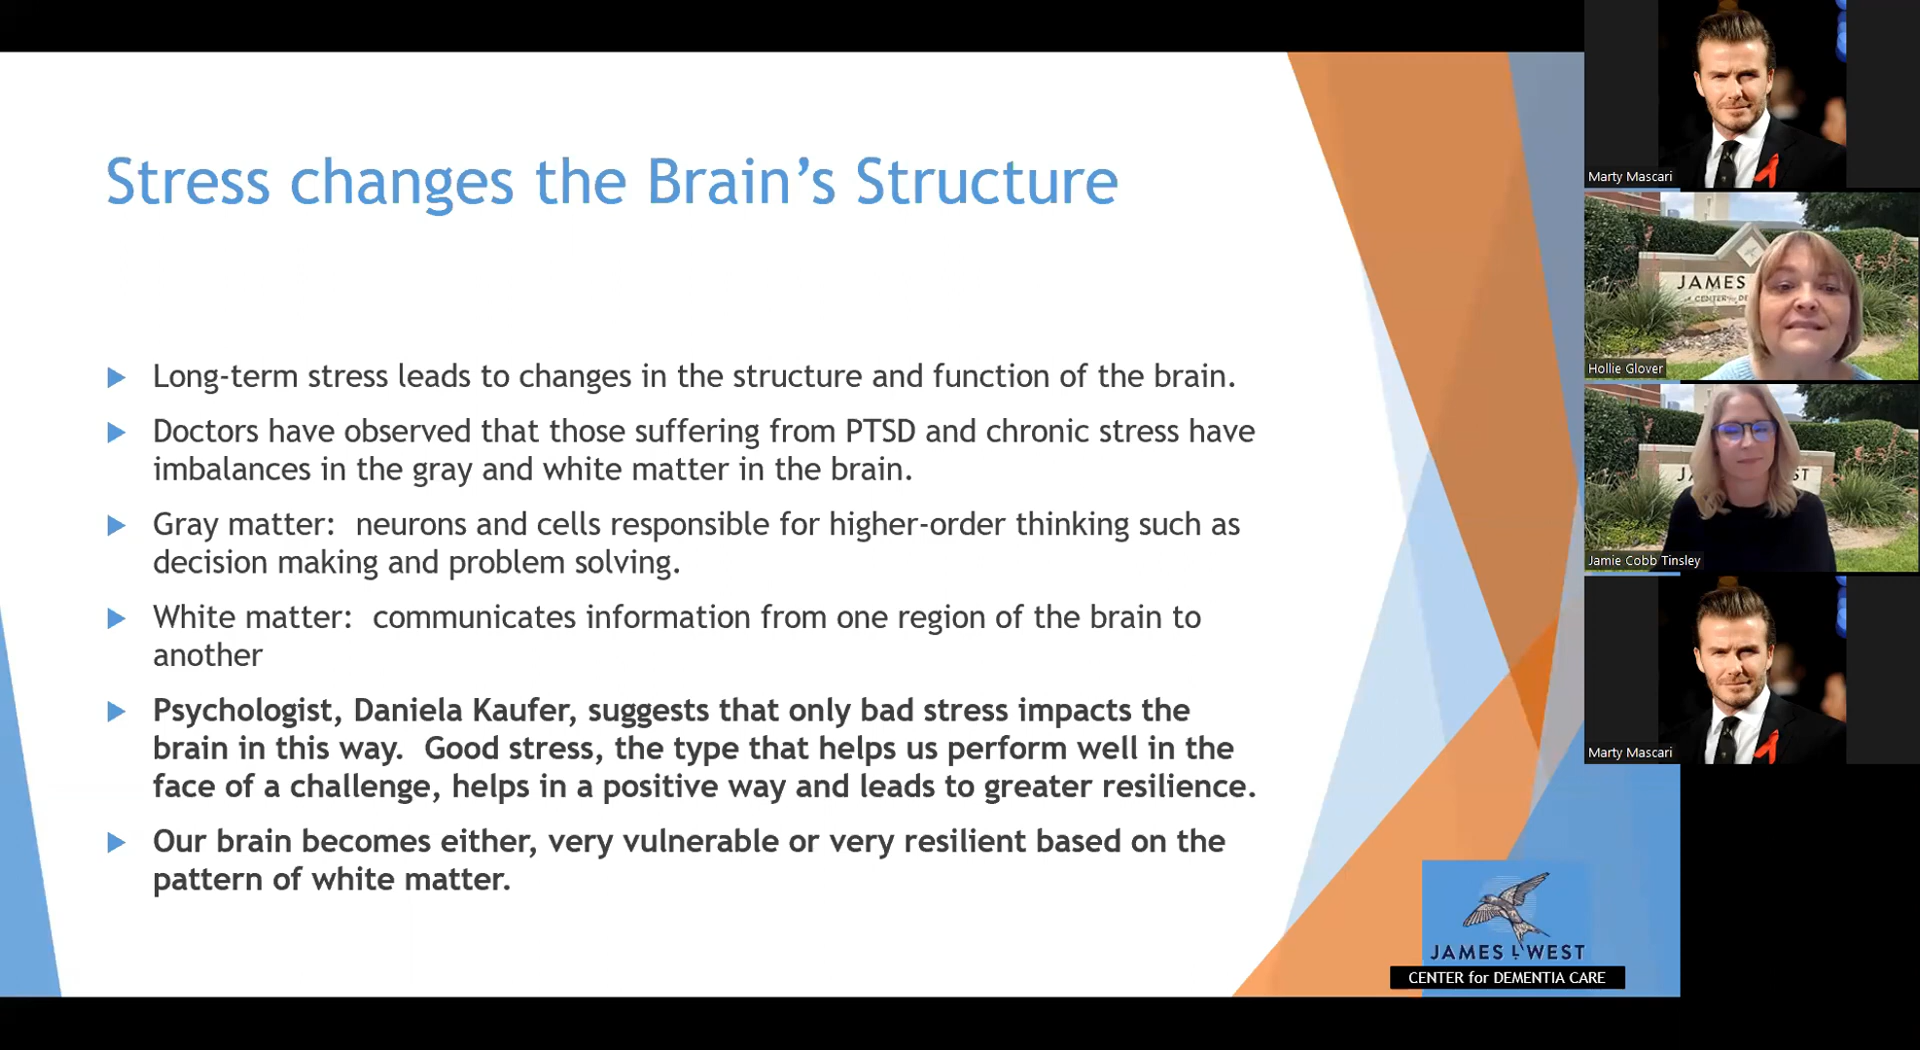 Stress changes the Brain's Structure
Long-term stress leads to changes in the structure and function of the brain.
Doctors have observed that those suffering from PTSD and chronic stress have
imbalances in the gray and white matter in the brain.
Gray matter:  neurons and cells responsible for higher-order thinking such as
decision making and problem solving.
White matter:  communicates information from one region of the brain to
another
Psychologist, Daniela Kaufer, suggests that only bad stress impacts the
brain in this way.  Good stress, the type that helps us perform well in the
face of a challenge, helps in a positive way and leads to greater resilience.
Our brain becomes either, very vulnerable or very resilient based on the
pattern of white matter.
JAMES L WEST
CENTER for DEMENTIA CARE
Marty Mascari
JAMES
Hollie Glover
Jamie Cobb Tinsley
Marty Mascari